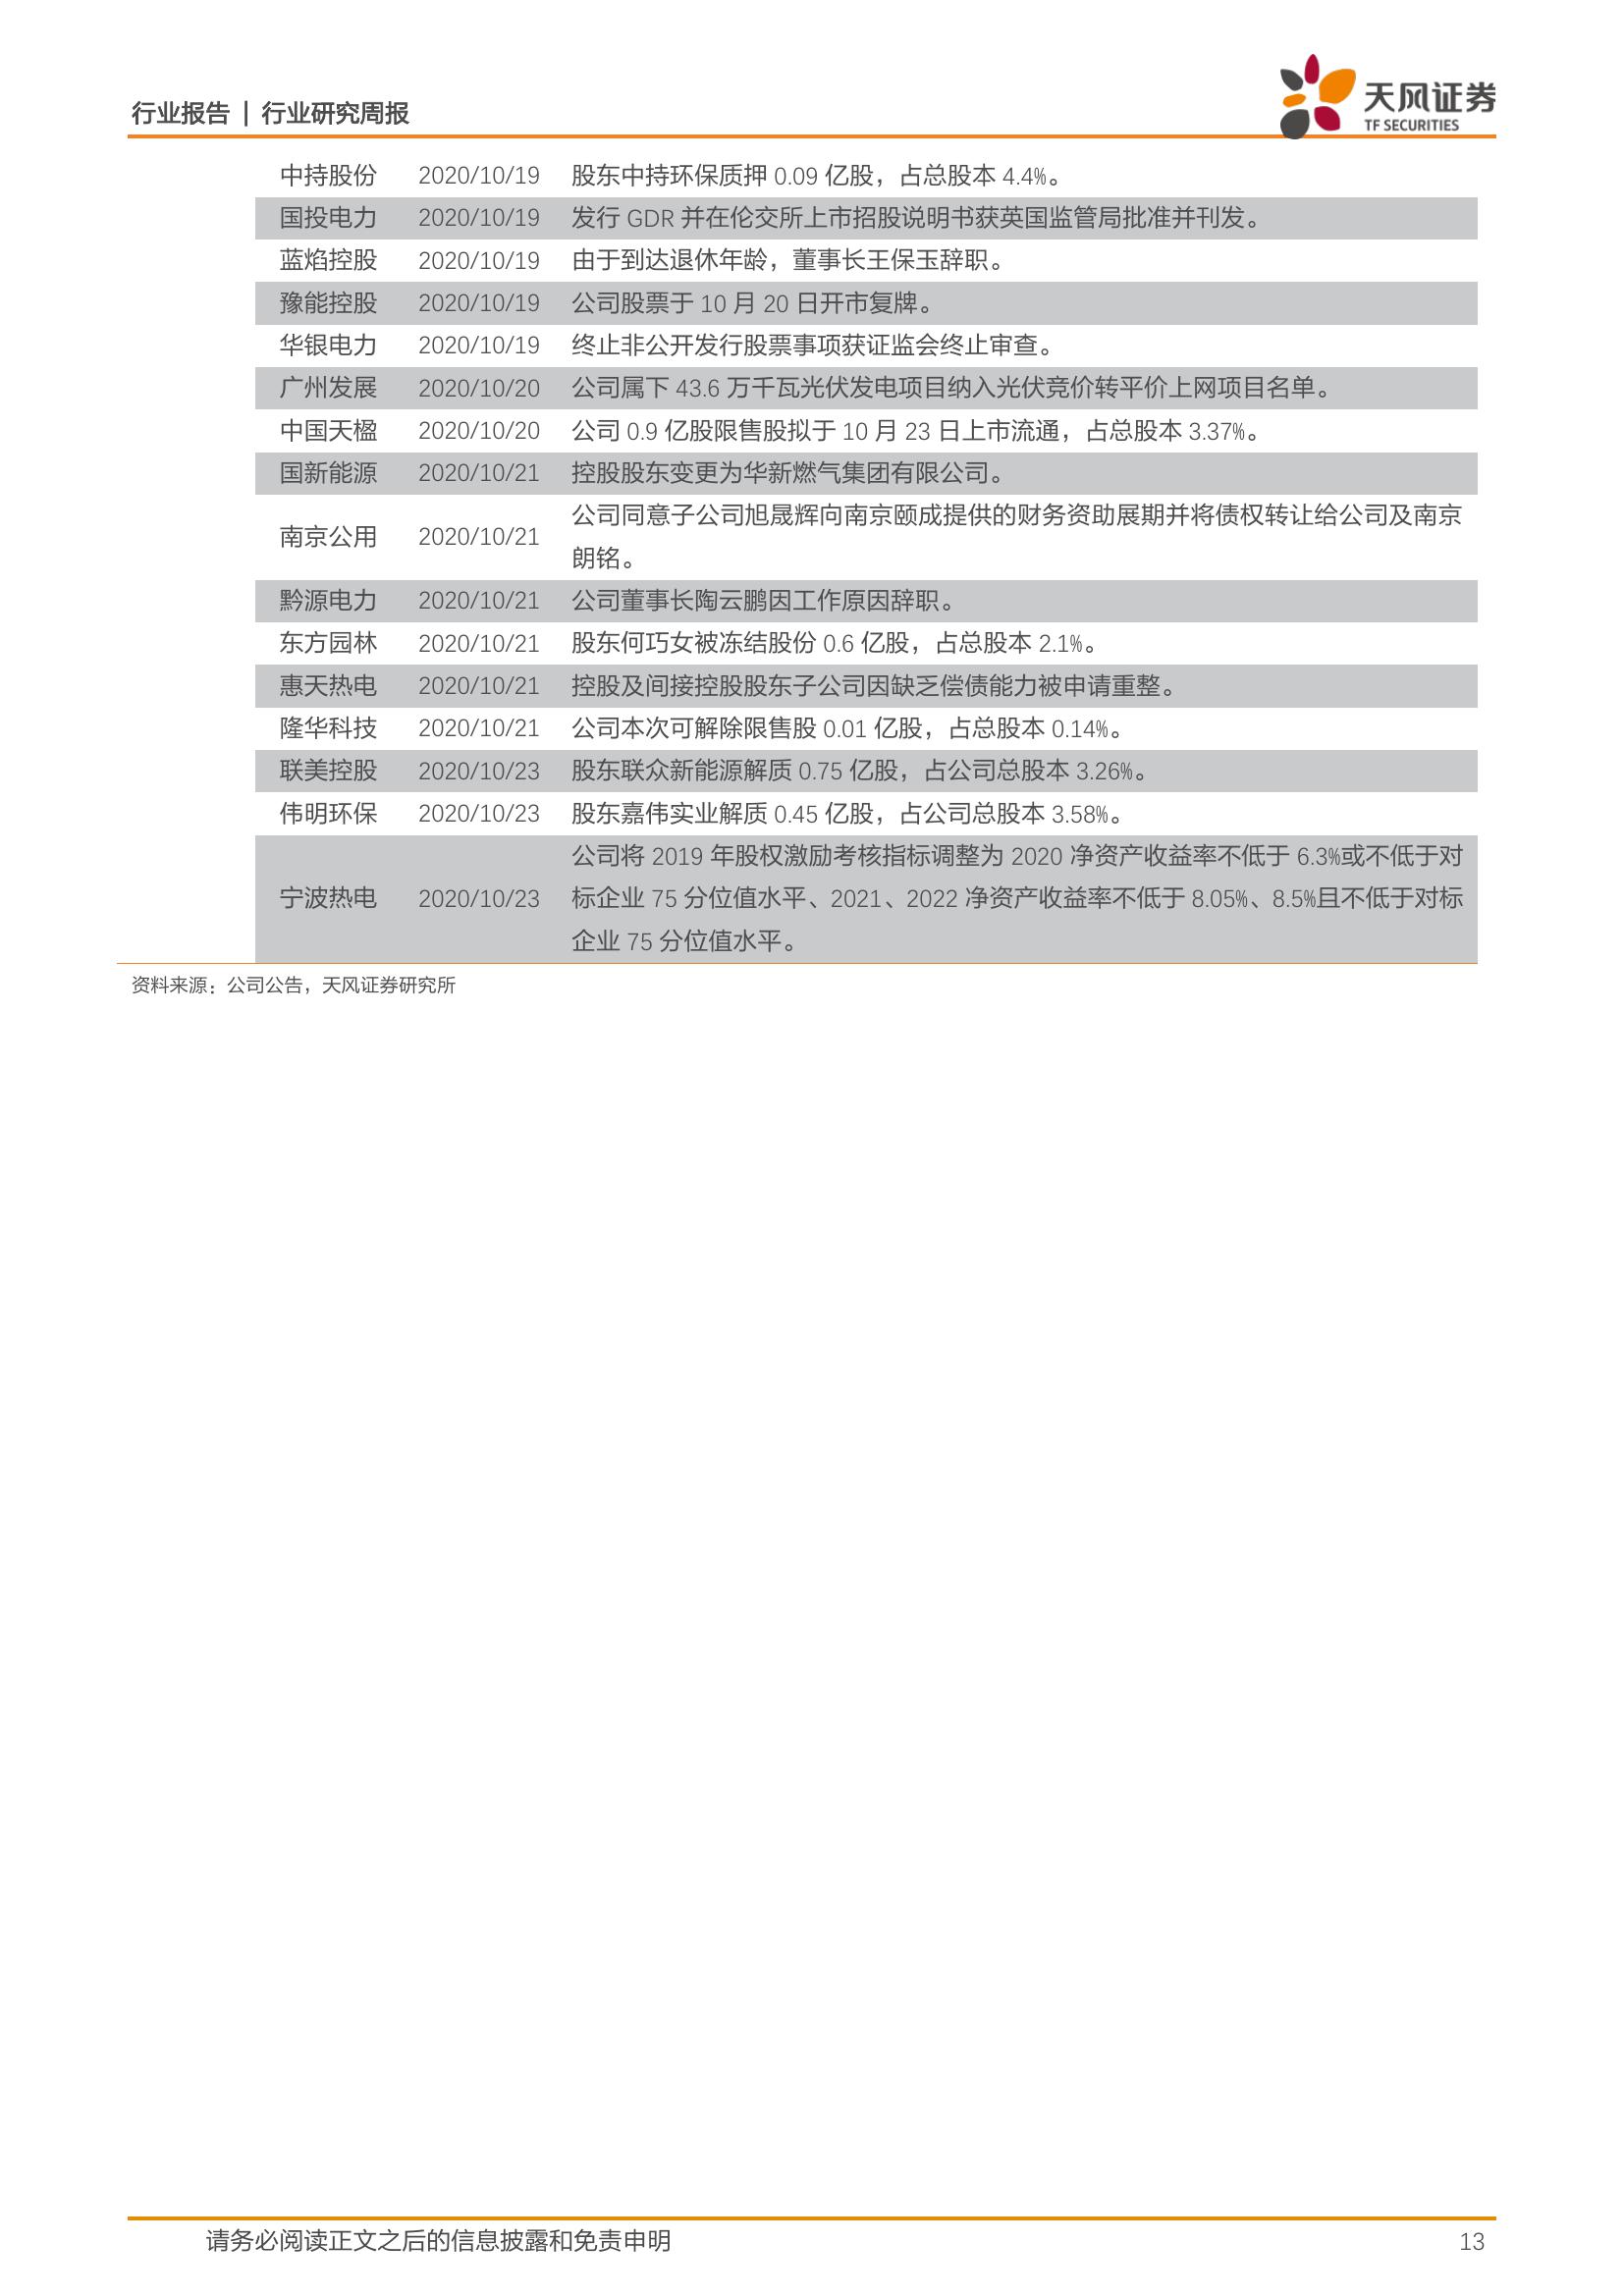 行业报告 | 行业研究周报
天风证券
TF SECURITIES
中持股份 2020/10/19 股东中持环保质押 0.09 亿股，占总股本 4.4%。
国投电力 2020/10/19 发行 GDR 并在伦交所上市招股说明书获英国监管局批准并刊发。
蓝焰控股 2020/10/19 由于到达退休年龄，董事长王保玉辞职。
豫能控股 2020/10/19 公司股票于 10 月 20 日开市复牌。
华银电力 2020/10/19 终止非公开发行股票事项获证监会终止审查。
广州发展 2020/10/20 公司属下 43.6 万千瓦光伏发电项目纳入光伏竞价转平价上网项目名单。
中国天楹 2020/10/20 公司 0.9 亿股限售股拟于 10 月 23 日上市流通，占总股本 3.37%。
国新能源 2020/10/21 控股股东变更为华新燃气集团有限公司。
南京公用 2020/10/21 公司同意子公司旭晟辉向南京颐成提供的财务资助展期并将债权转让给公司及南京
朗铭。
黔源电力 2020/10/21 公司董事长陶云鹏因工作原因辞职。
东方园林 2020/10/21 股东何巧女被冻结股份 0.6 亿股，占总股本 2.1%。
惠天热电 2020/10/21 控股及间接控股股东子公司因缺乏偿债能力被申请重整。
隆华科技 2020/10/21 公司本次可解除限售股 0.01 亿股，占总股本 0.14%。
联美控股 2020/10/23 股东联众新能源解质 0.75 亿股，占公司总股本 3.26%。
伟明环保 2020/10/23 股东嘉伟实业解质 0.45 亿股，占公司总股本 3.58%。
宁波热电 2020/10/23 公司将 2019 年股权激励考核指标调整为 2020 净资产收益率不低于 6.3%或不低于对
标企业 75 分位值水平、2021、2022 净资产收益率不低于 8.05%、8.5%且不低于对标
企业 75 分位值水平。
资料来源：公司公告，天风证券研究所
请务必阅读正文之后的信息披露和免责申明 13